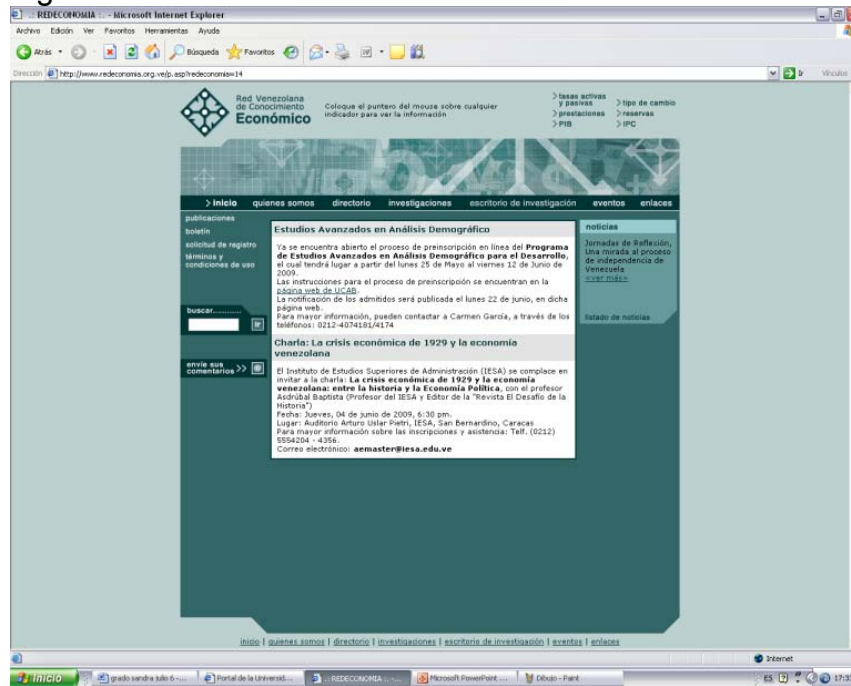 .: REDECONOMIA :. - Microsoft Internet Explorer
Archivo Edición Ver Favoritos Herramientas Ayuda
Atrás Búsqueda Favoritos
Dirección http://www.redeconomia.org.ve/p.asp?redeconomia=14 Ir Vínculos
Red Venezolana
de Conocimiento
Económico
Coloque el puntero del mouse sobre cualquier
indicador para ver la información
> tasas activas
y pasivas
> prestaciones
> PIB
> tipo de cambio
> reservas
> IPC
> inicio quienes somos directorio investigaciones escritorio de investigación eventos enlaces
publicaciones
boletín
solicitud de registro
términos y
condiciones de uso
buscar...........
Ir
envíe sus
comentarios >>
Estudios Avanzados en Análisis Demográfico
Ya se encuentra abierto el proceso de preinscripción en línea del Programa
de Estudios Avanzados en Análisis Demográfico para el Desarrollo,
el cual tendrá lugar a partir del lunes 25 de Mayo al viernes 12 de Junio de
2009.
Las instrucciones para el proceso de preinscripción se encuentran en la
página web de UCAB.
La notificación de los admitidos será publicada el lunes 22 de junio, en dicha
página web.
Para mayor información, pueden contactar a Carmen García, a través de los
teléfonos: 0212-4074181/4174
Charla: La crisis económica de 1929 y la economía
venezolana
El Instituto de Estudios Superiores de Administración (IESA) se complace en
invitar a la charla: La crisis económica de 1929 y la economía
venezolana: entre la historia y la Economía Política, con el profesor
Asdrúbal Baptista (Profesor del IESA y Editor de la "Revista El Desafío de la
Historia")
Fecha: Jueves, 04 de junio de 2009, 6:30 pm.
Lugar: Auditorio Arturo Uslar Pietri, IESA, San Bernardino, Caracas
Para mayor información sobre las inscripciones y asistencia: Telf. (0212)
5554204 - 4356.
Correo electrónico: aemaster@iesa.edu.ve
noticias
Jornadas de Reflexión,
Una mirada al proceso
de independencia de
Venezuela
<ver más>
listado de noticias
inicio | quienes somos | directorio | investigaciones | escritorio de investigación | eventos | enlaces
Internet
Inicio grado sandra julio 6 -... Portal de la Universid... .: REDECONOMIA :. -... Microsoft PowerPoint ... Dibujo - Paint ES 17:33